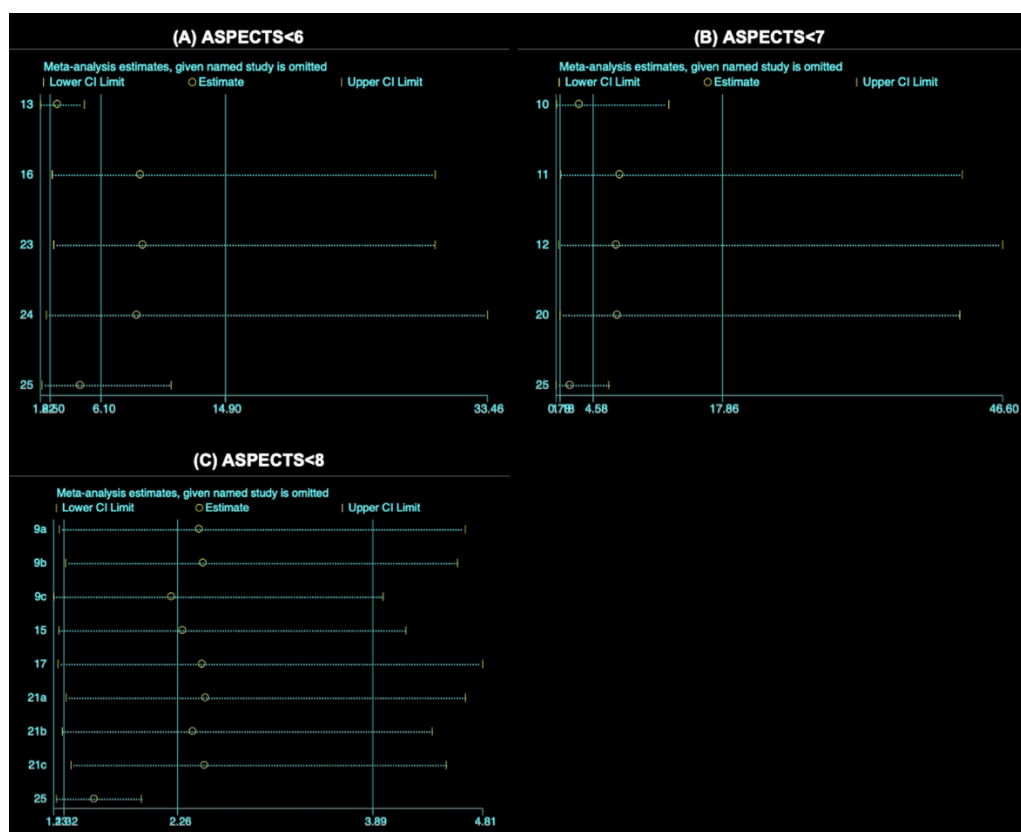 (A) ASPECTS<6
Meta-analysis estimates, given named study is omitted
| Lower CI Limit ○ Estimate | Upper CI Limit
13
16
23
24
25
6.10 14.90 33.46
(B) ASPECTS<7
Meta-analysis estimates, given named study is omitted
| Lower CI Limit ○ Estimate | Upper CI Limit
10
11
12
20
25
4.58 17.86 46.60
(C) ASPECTS<8
Meta-analysis estimates, given named study is omitted
| Lower CI Limit ○ Estimate | Upper CI Limit
9a
9b
9c
15
17
21a
21b
21c
25
2.26 3.89 4.81